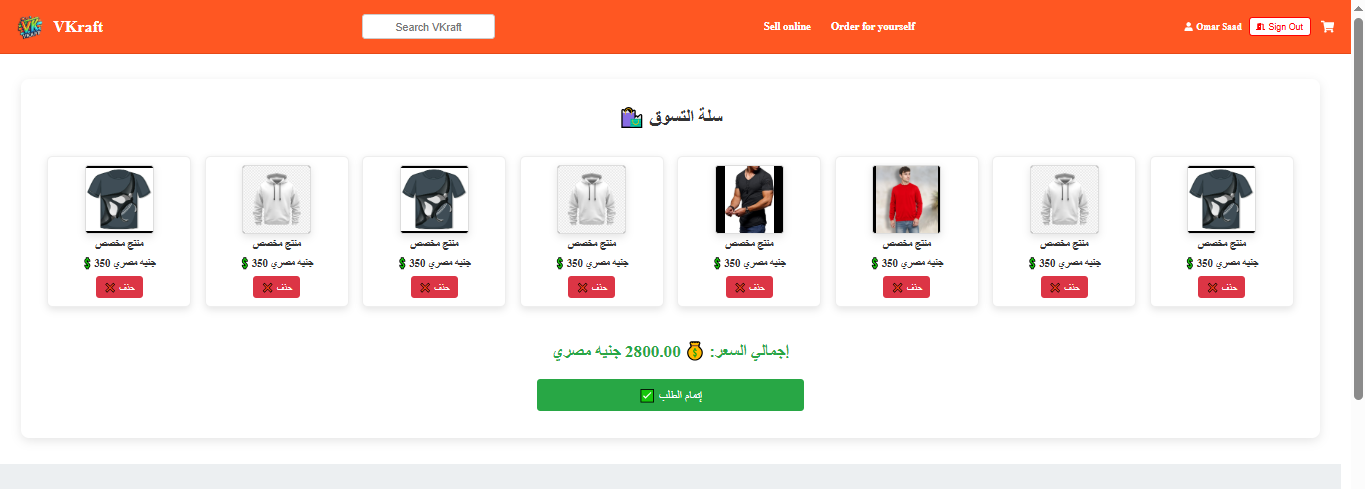 VKraft
Search VKraft
Sell online
Order for yourself
Omar Saad
Sign Out
سلة التسوق
منتج مخصص
جنيه مصري 350
حذف
منتج مخصص
جنيه مصري 350
حذف
منتج مخصص
جنيه مصري 350
حذف
منتج مخصص
جنيه مصري 350
حذف
منتج مخصص
جنيه مصري 350
حذف
منتج مخصص
جنيه مصري 350
حذف
منتج مخصص
جنيه مصري 350
حذف
منتج مخصص
جنيه مصري 350
حذف
إجمالي السعر: 2800.00 جنيه مصري
إتمام الطلب